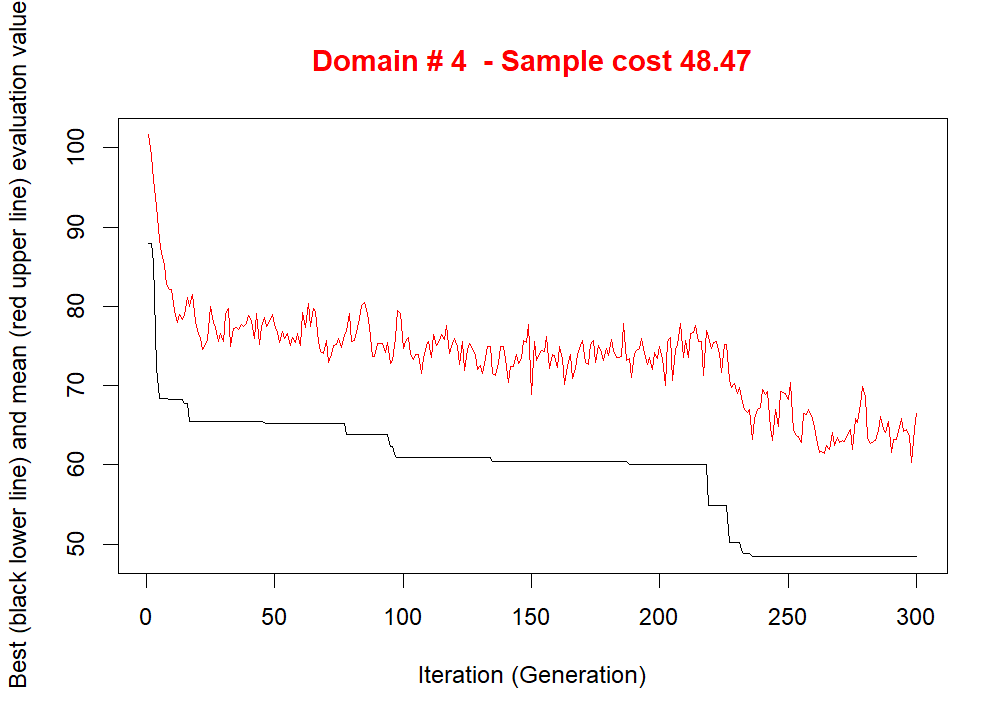 Domain # 4  - Sample cost 48.47
Best (black lower line) and mean (red upper line) evaluation value
100
90
80
70
60
50
0 50 100 150 200 250 300
Iteration (Generation)